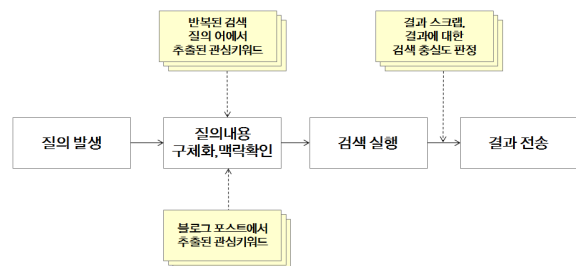 반복된 검색
질의 어에서
추출된 관심키워드
결과 스크랩,
결과에 대한
검색 충실도 판정
질의 발생
질의내용
구체화,맥락확인
검색 실행
결과 전송
블로그 포스트에서
추출된 관심키워드